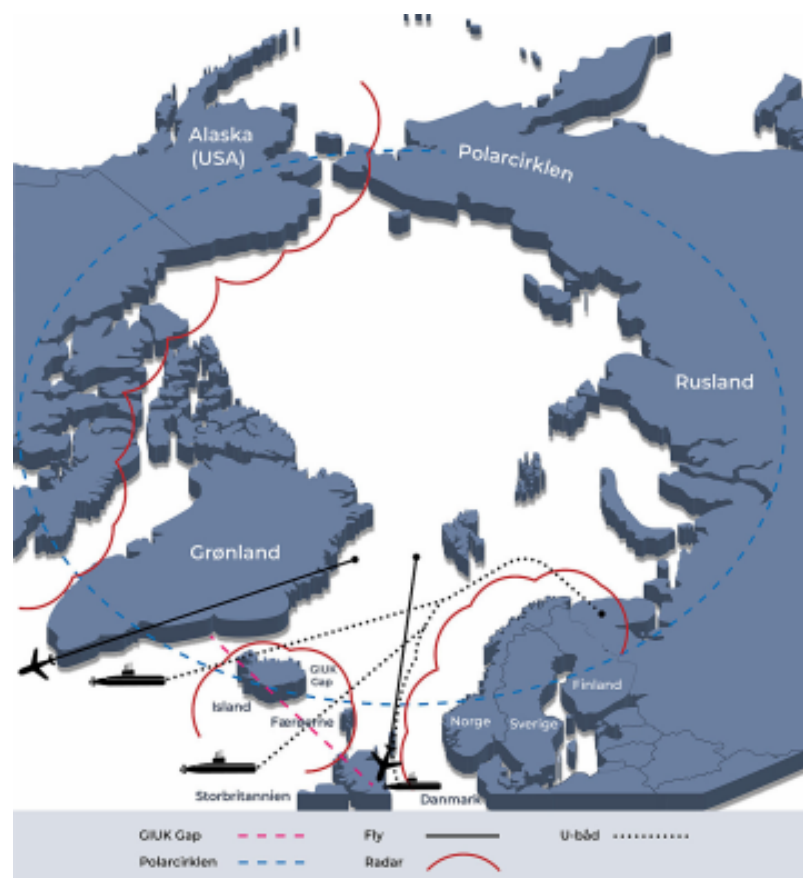 Alaska
(USA)
Polarcirklen
Rusland
Grønland
GIUK
Gap
Island
Færøerne
Finland
Norge
Sverige
Storbritannien
Danmark
GIUK Gap
Fly
U-båd
Polarcirklen
Radar